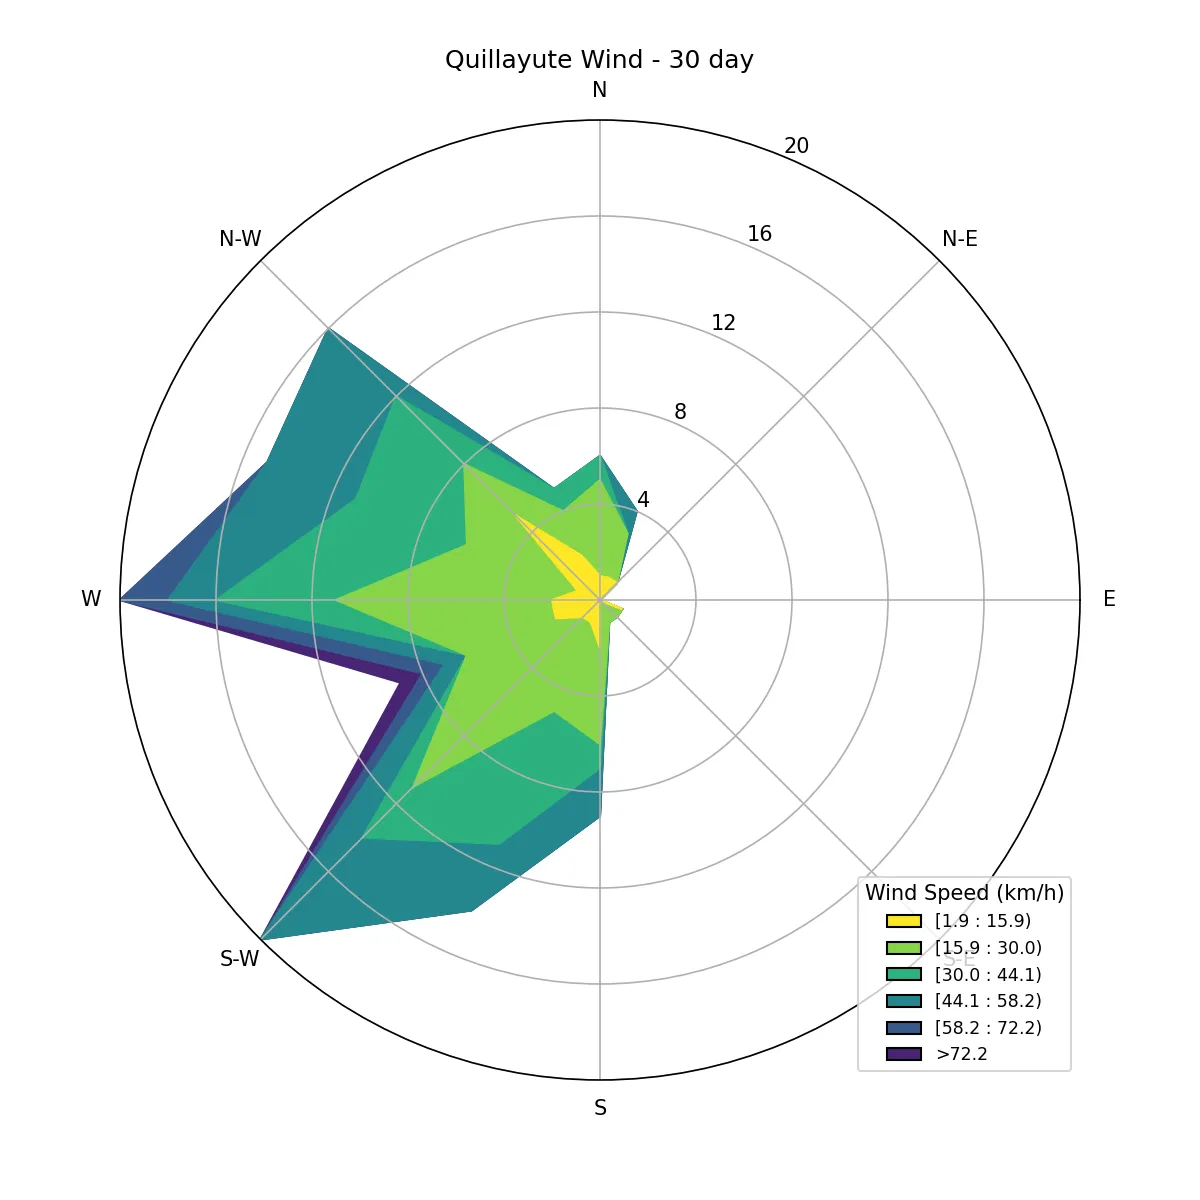 Quillayute Wind - 30 day
N
20
N-W
16
N-E
12
8
4
W
E
Wind Speed (km/h)
[1.9 : 15.9)
[15.9 : 30.0)
S-W
S-E
[30.0 : 44.1)
[44.1 : 58.2)
[58.2 : 72.2)
>72.2
S